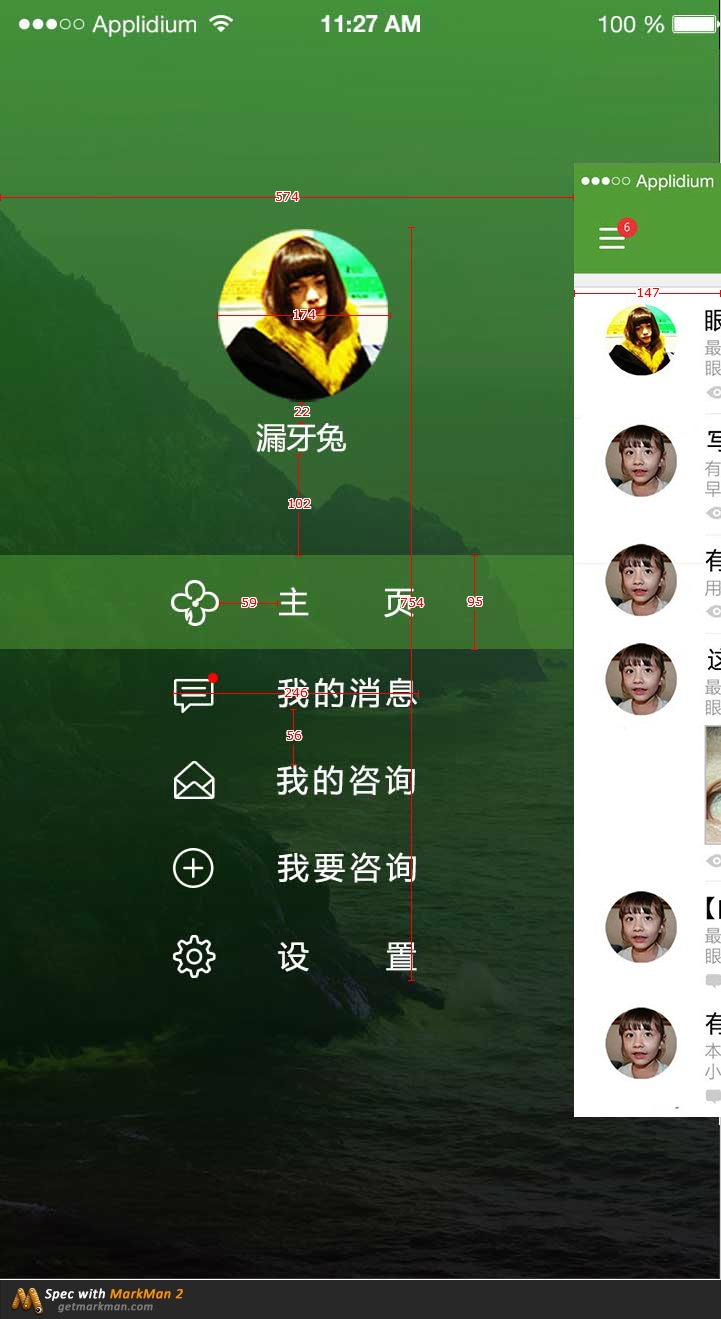 Applidium 11:27 AM 100 %
574
Applidium
6
147
174
22
漏牙兔
102
59
主 页
754
95
我的消息
246
56
我的咨询
我要咨询
设 置
眼
最
眼
写
有
早
有
用
这
最
眼
最
眼
有
本
小
Spec with MarkMan 2
getmarkman.com